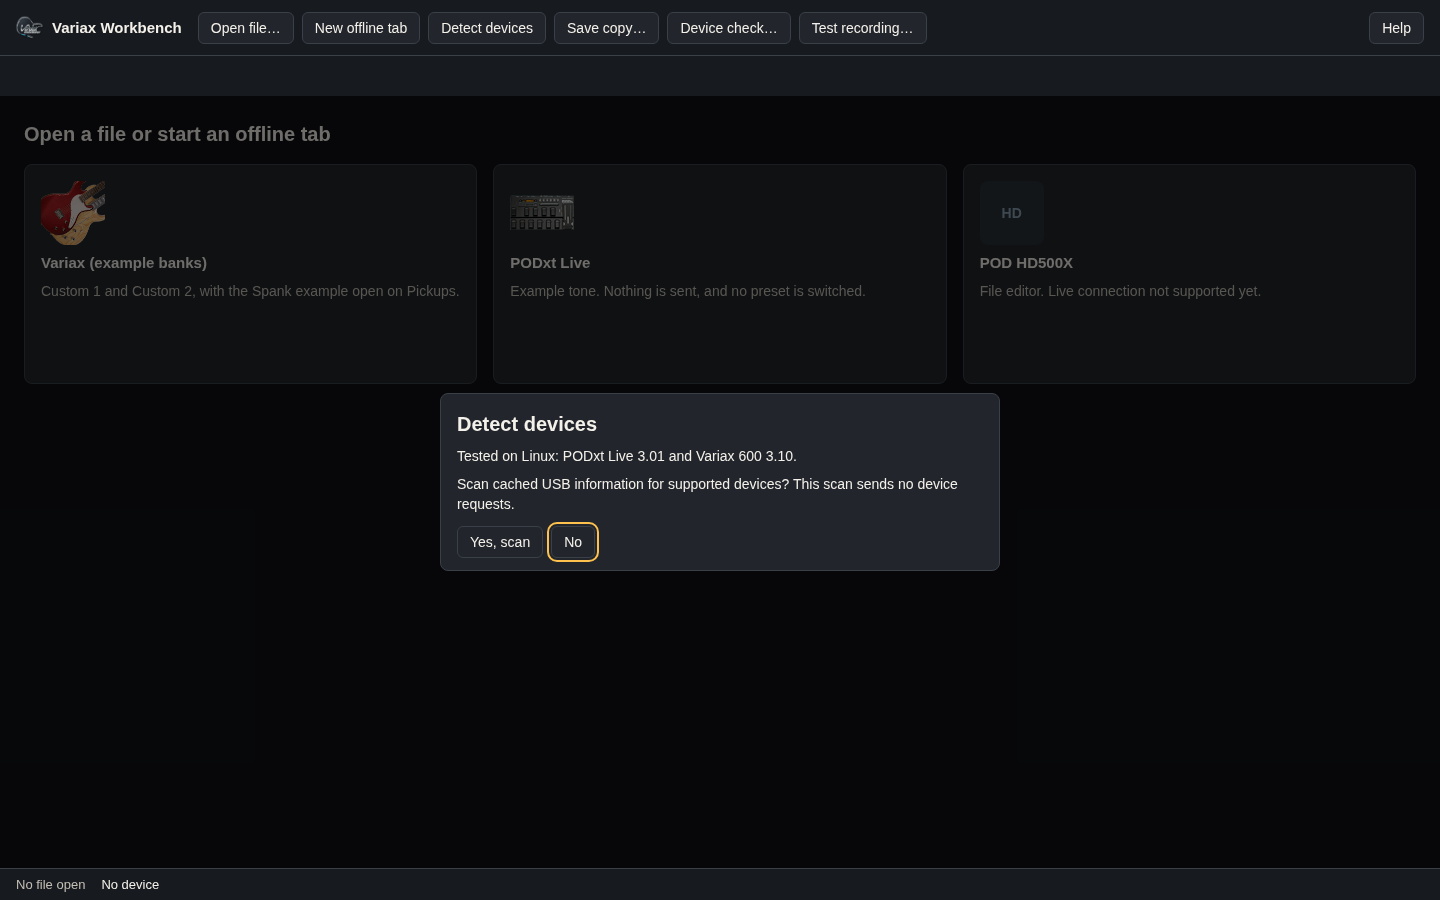 Variax Workbench
Open file…
New offline tab
Detect devices
Save copy…
Device check…
Test recording…
Help
Open a file or start an offline tab
Variax (example banks)
Custom 1 and Custom 2, with the Spank example open on Pickups.
PODxt Live
Example tone. Nothing is sent, and no preset is switched.
HD
POD HD500X
File editor. Live connection not supported yet.
Detect devices
Tested on Linux: PODxt Live 3.01 and Variax 600 3.10.
Scan cached USB information for supported devices? This scan sends no device
requests.
Yes, scan
No
No file open
No device